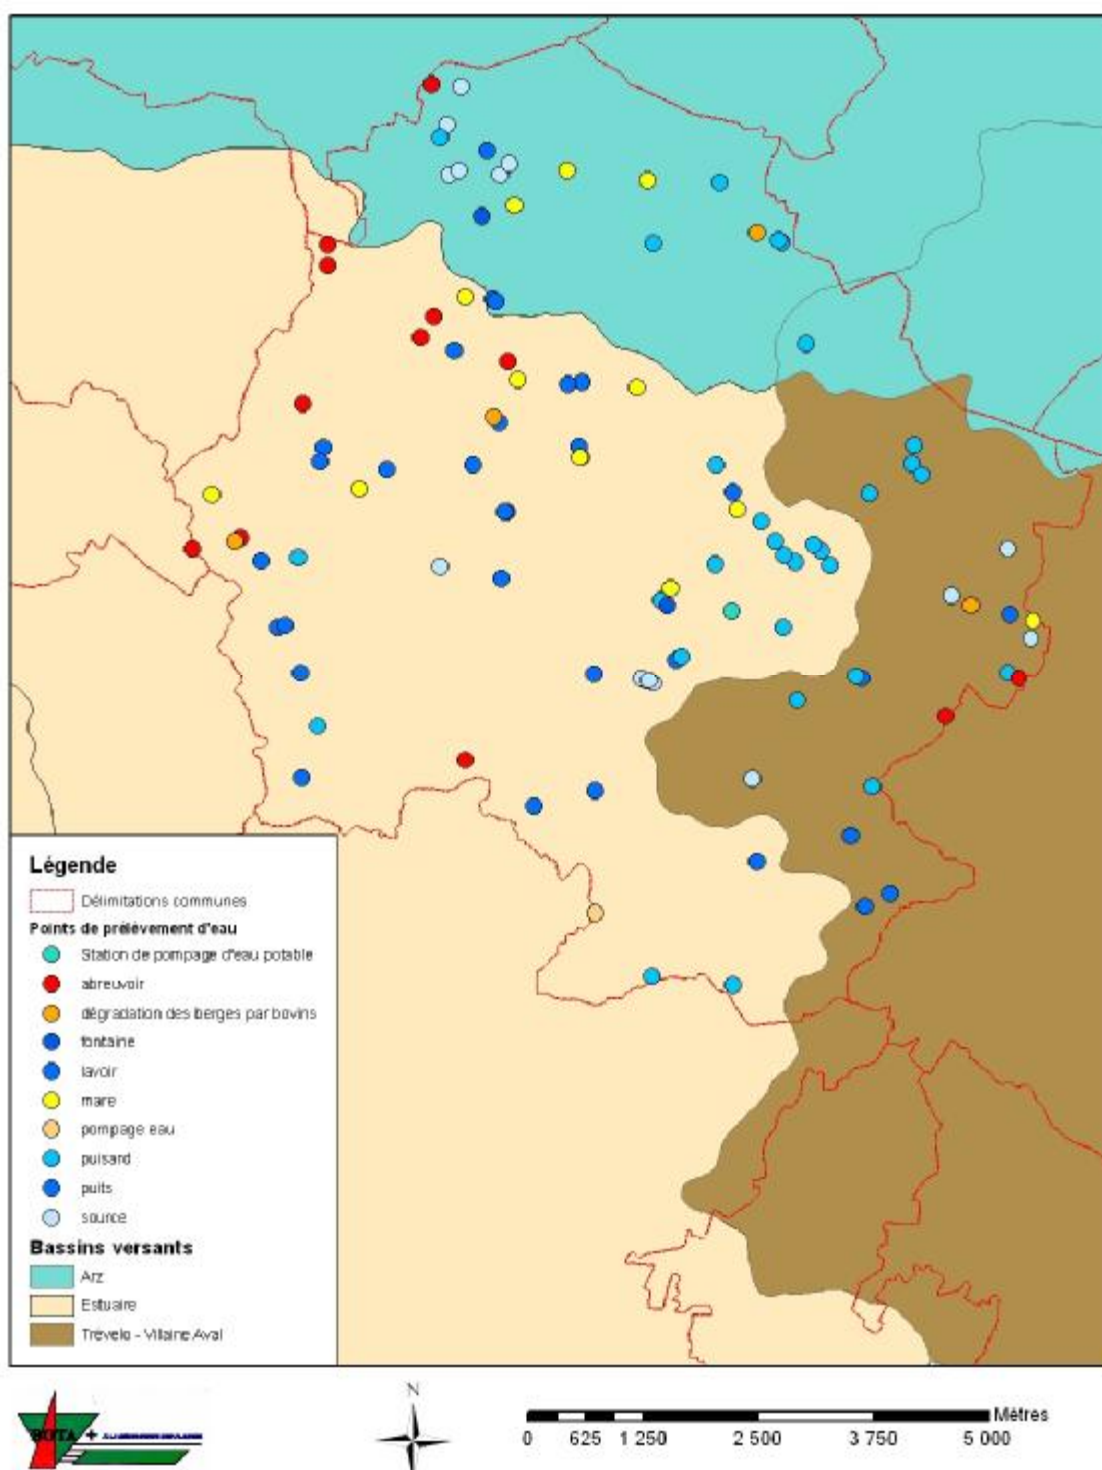 Légende
Délimitations communes
Points de prélèvement d'eau
Station de pompage d'eau potable
abreuvoir
dégradation des berges par bovins
fontaine
lavoir
mare
pompage eau
puisard
puits
source
Bassins versants
Arz
Estuaire
Trévelo - Vilaine Aval
N
Mètres
0 625 1 250 2 500 3 750 5 000